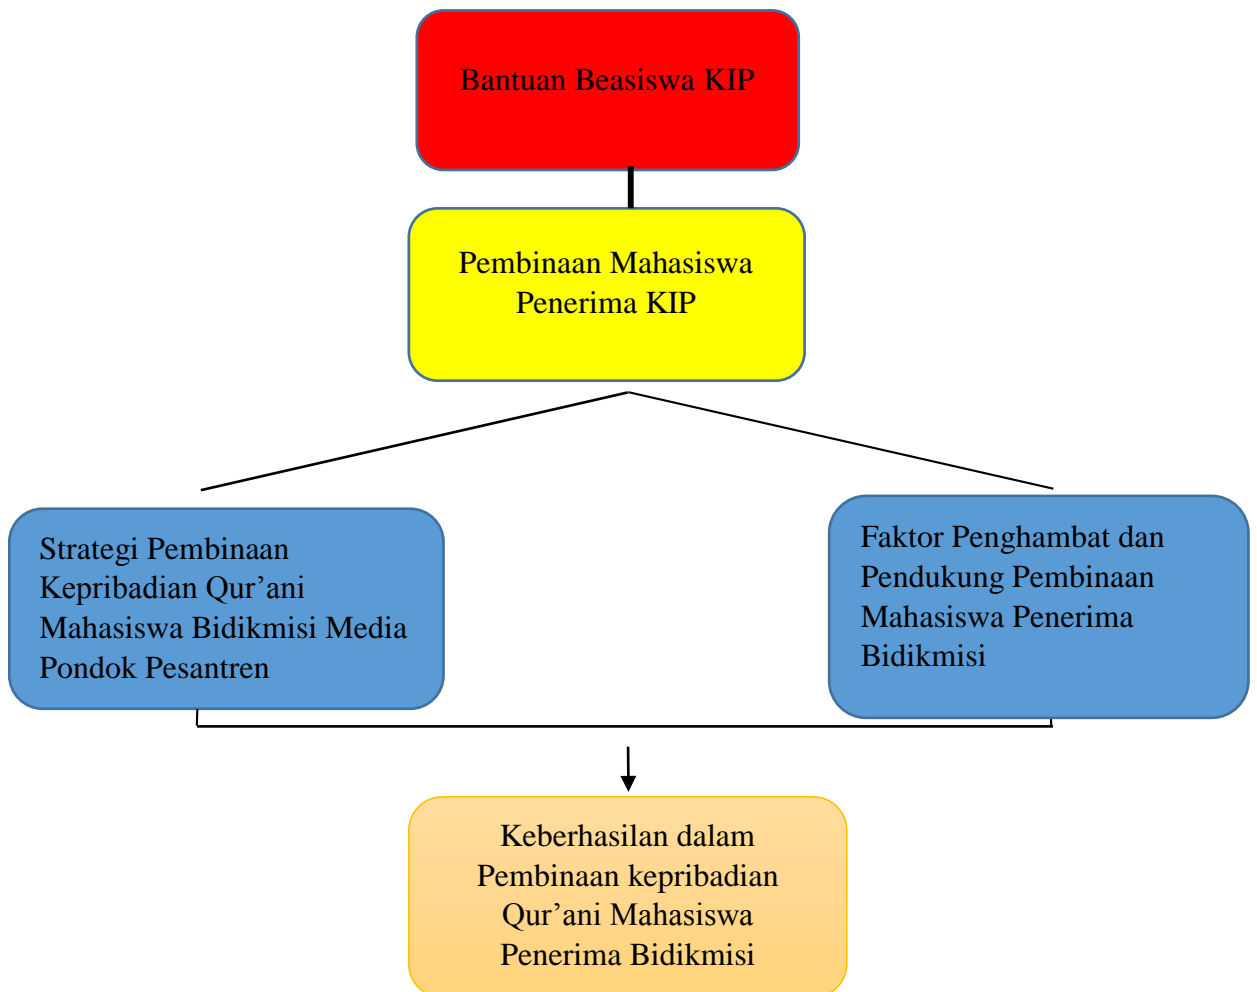 Bantuan Beasiswa KIP
Pembinaan Mahasiswa
Penerima KIP
Strategi Pembinaan
Kepribadian Qur’ani
Mahasiswa Bidikmisi Media
Pondok Pesantren
Faktor Penghambat dan
Pendukung Pembinaan
Mahasiswa Penerima
Bidikmisi
Keberhasilan dalam
Pembinaan kepribadian
Qur’ani Mahasiswa
Penerima Bidikmisi